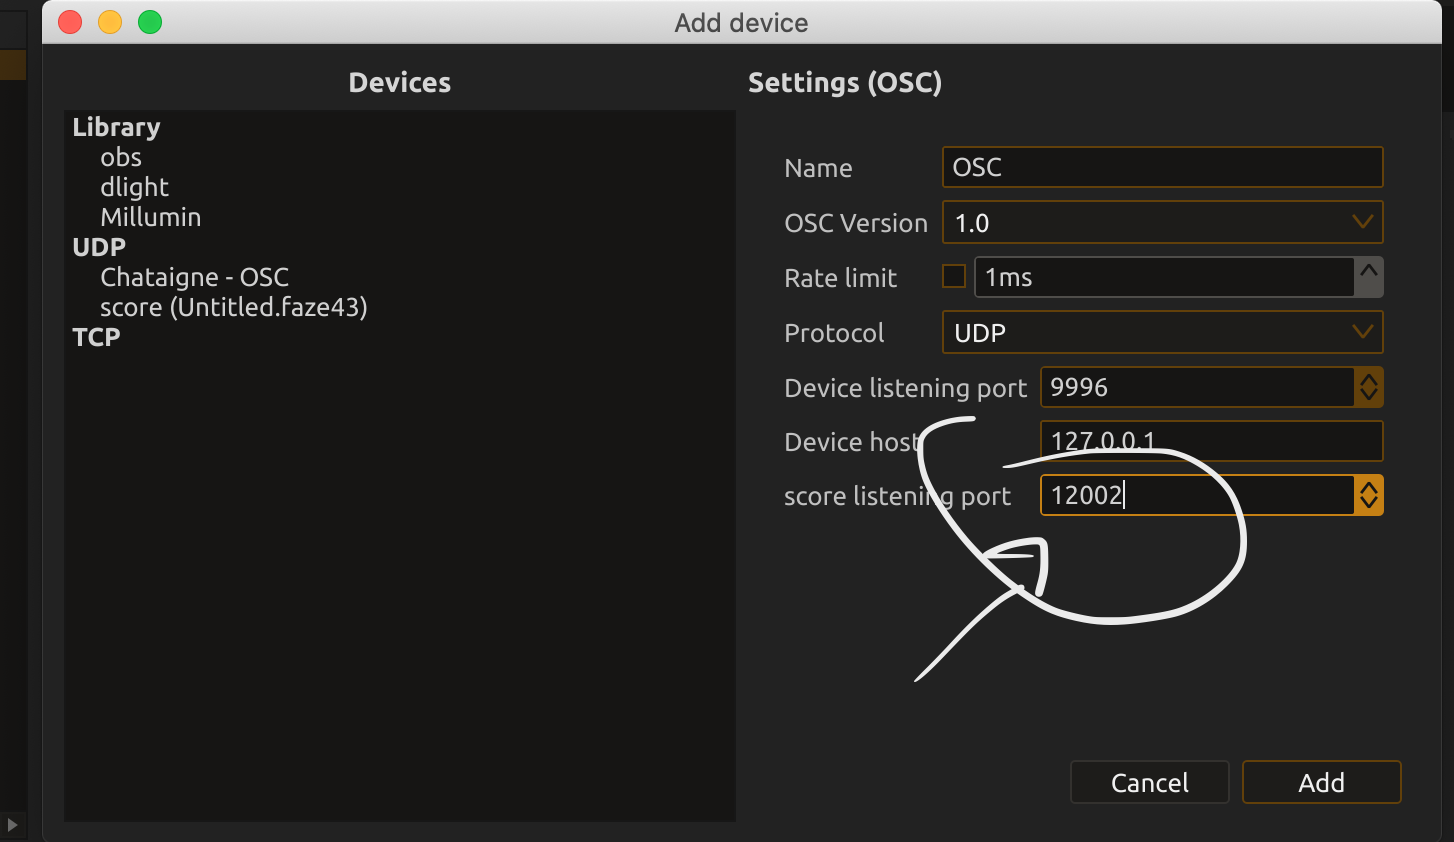 Add device
Devices
Library
obs
dlight
Millumin
UDP
Chataigne - OSC
score (Untitled.faze43)
TCP
Settings (OSC)
Name OSC
OSC Version 1.0
Rate limit 1ms
Protocol UDP
Device listening port 9996
Device host 127.0.0.1
score listening port 12002
Cancel Add